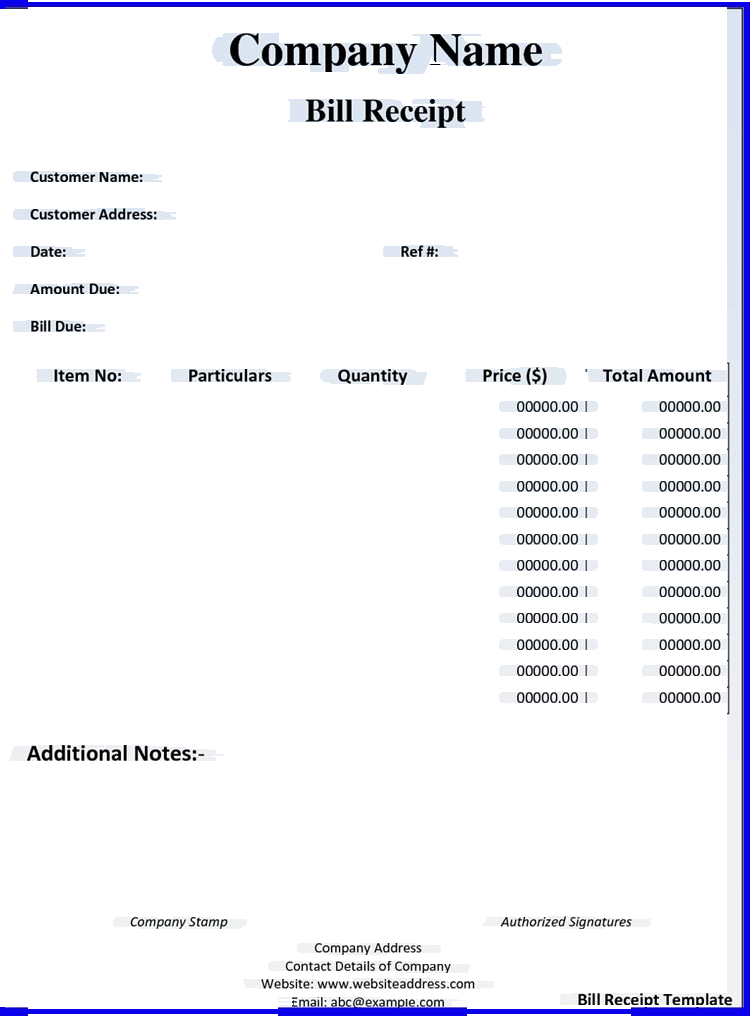 Company Name
Bill Receipt
Customer Name:
Customer Address:
Date: Ref #:
Amount Due:
Bill Due:
Item No: Particulars Quantity Price ($) Total Amount
00000.00 00000.00
00000.00 00000.00
00000.00 00000.00
00000.00 00000.00
00000.00 00000.00
00000.00 00000.00
00000.00 00000.00
00000.00 00000.00
00000.00 00000.00
00000.00 00000.00
00000.00 00000.00
00000.00 00000.00
Additional Notes:-
Company Stamp Authorized Signatures
Company Address
Contact Details of Company
Website: www.websiteaddress.com
Email: abc@example.com
Bill Receipt Template